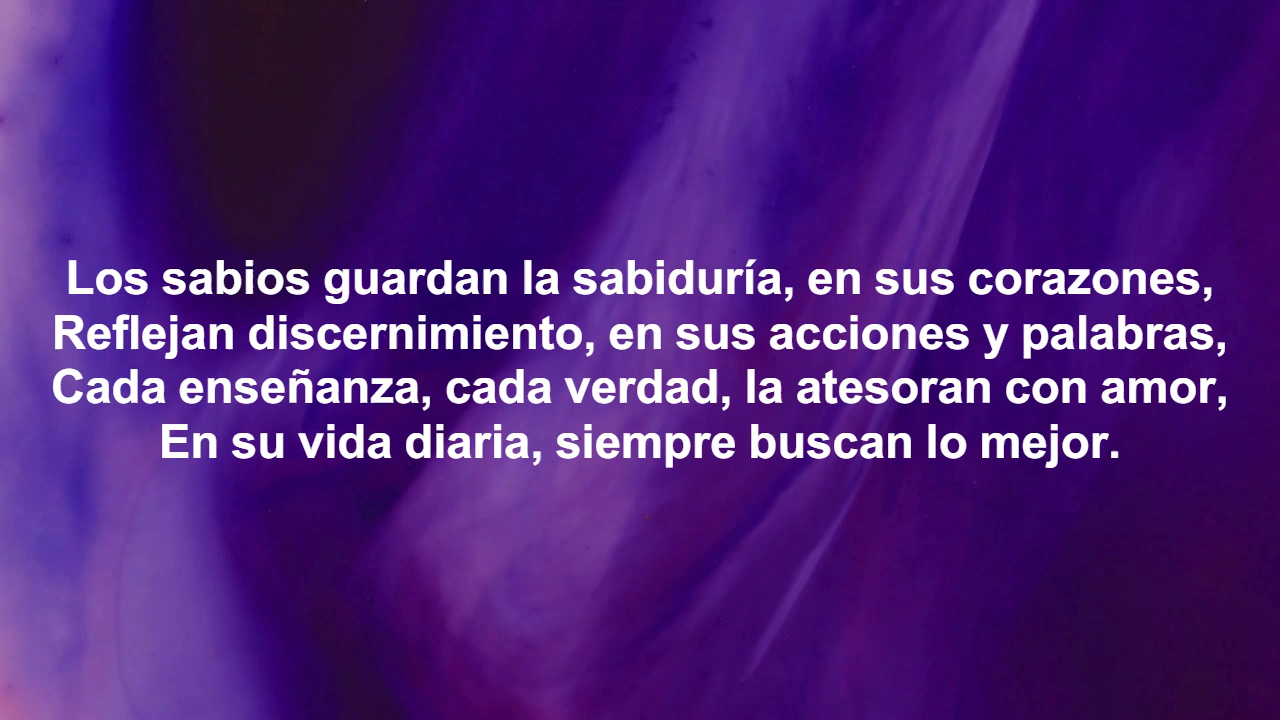 Los sabios guardan la sabiduría, en sus corazones,
Reflejan discernimiento, en sus acciones y palabras,
Cada enseñanza, cada verdad, la atesoran con amor,
En su vida diaria, siempre buscan lo mejor.